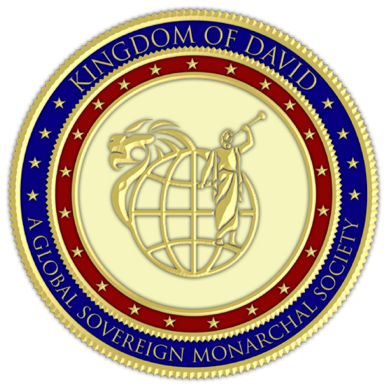 KINGDOM OF DAVID
A GLOBAL SOVEREIGN MONARCHAL SOCIETY